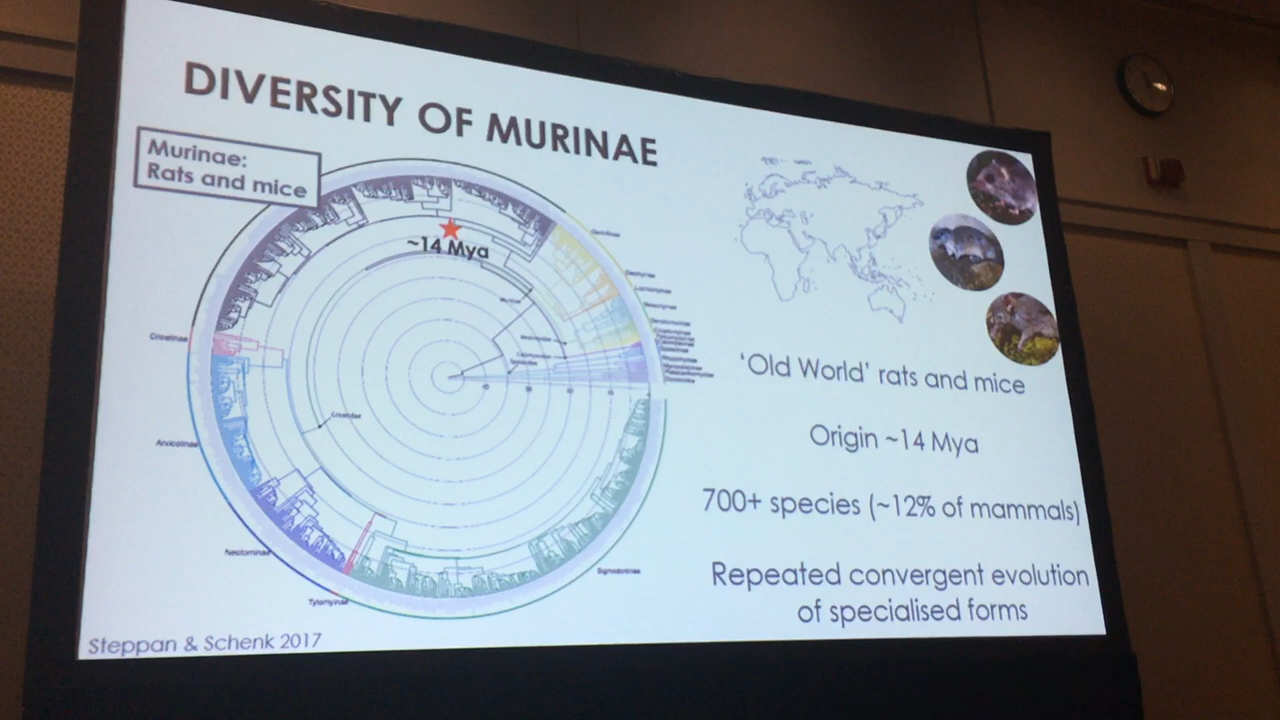 DIVERSITY OF MURINAE
Murinae:
Rats and mice
~14 Mya
Cricetinae
Arvicolinae
Neotominae
Tylomyinae
Sigmodontinae
Cricetidae
Steppan & Schenk 2017
'Old World' rats and mice
Origin ~14 Mya
700+ species (~12% of mammals)
Repeated convergent evolution
of specialised forms